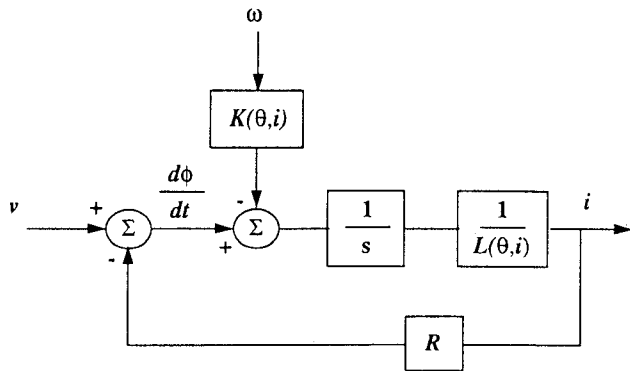 ω
K(θ,i)
v
+
Σ
-
dφ
dt
-
+
Σ
1
s
1
L(θ,i)
i
R